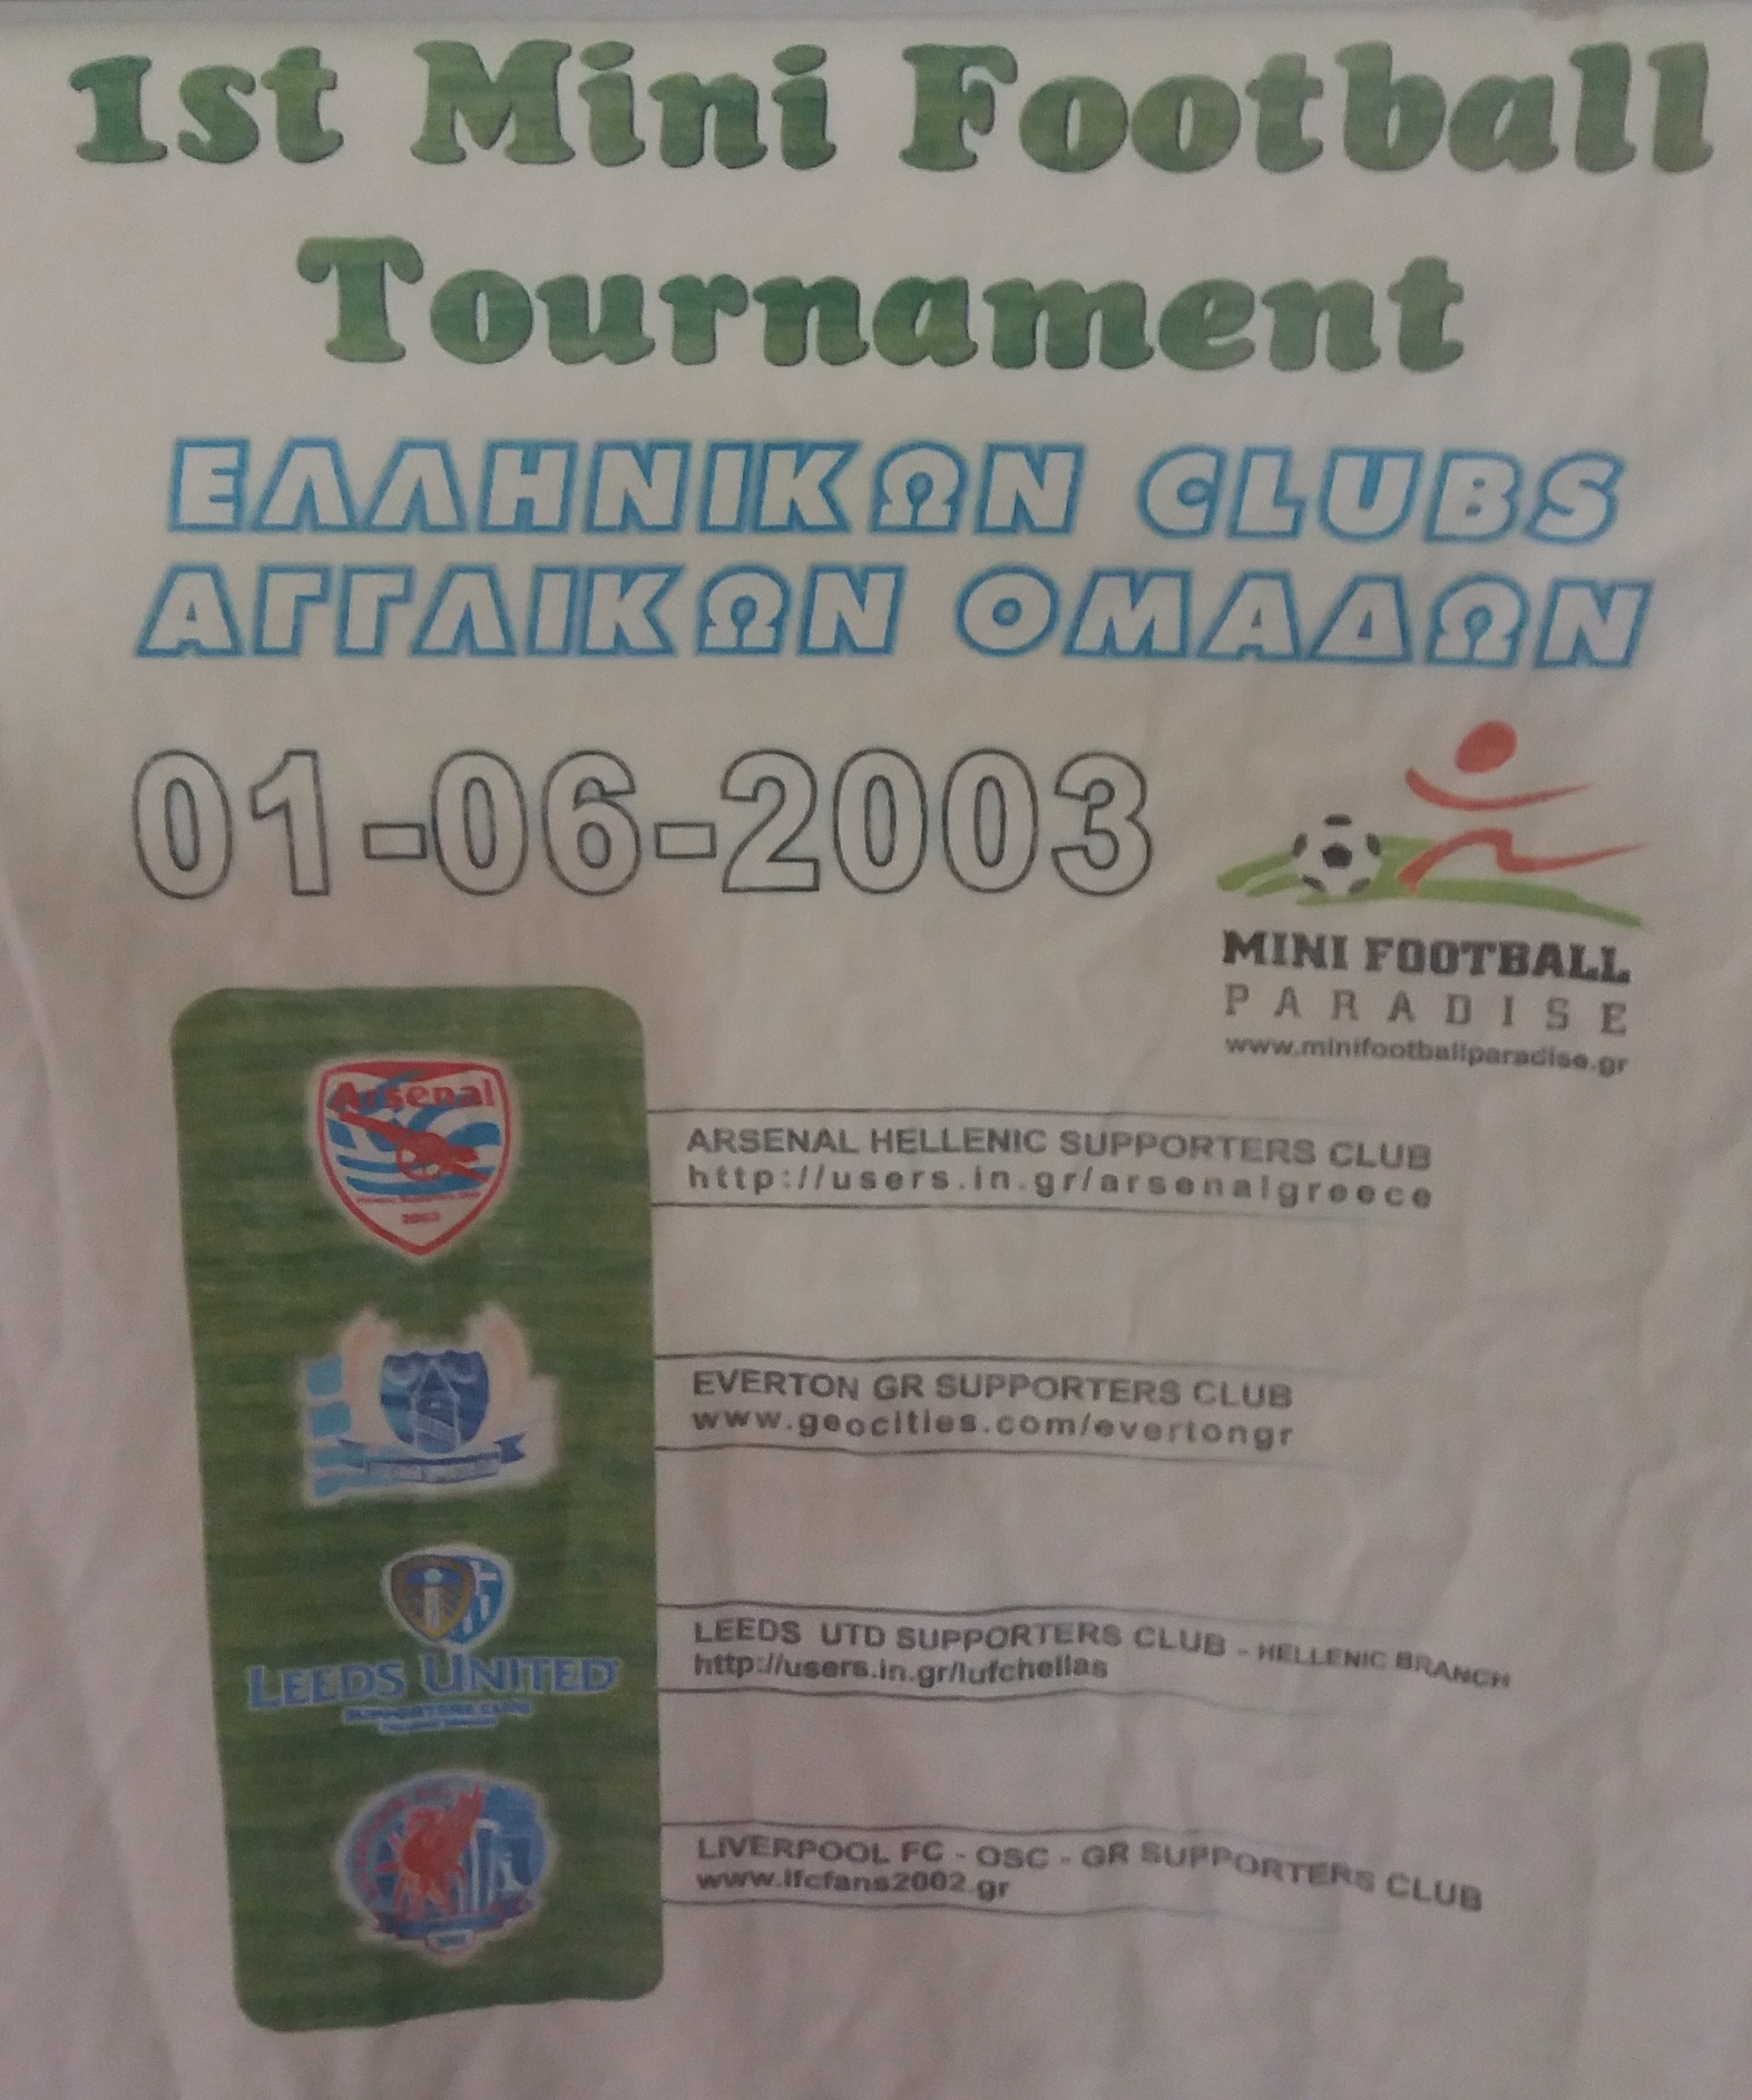 1st Mini Football
Tournament
ΕΛΛΗΝΙΚΩΝ CLUBS
ΑΓΓΛΙΚΩΝ ΟΜΑΔΩΝ
01-06-2003
MINI FOOTBALL
PARADISE
www.minifootballparadise.gr
Arsenal
2002
ARSENAL HELLENIC SUPPORTERS CLUB
http://users.in.gr/arsenalgreece
EVERTON GR SUPPORTERS CLUB
www.geocities.com/evertongr
LEEDS UNITED
SUPPORTERS CLUB
LEEDS UTD SUPPORTERS CLUB - HELLENIC BRANCH
http://users.in.gr/lufchellas
LIVERPOOL FC - OSC - GR SUPPORTERS CLUB
www.lfcfans2002.gr